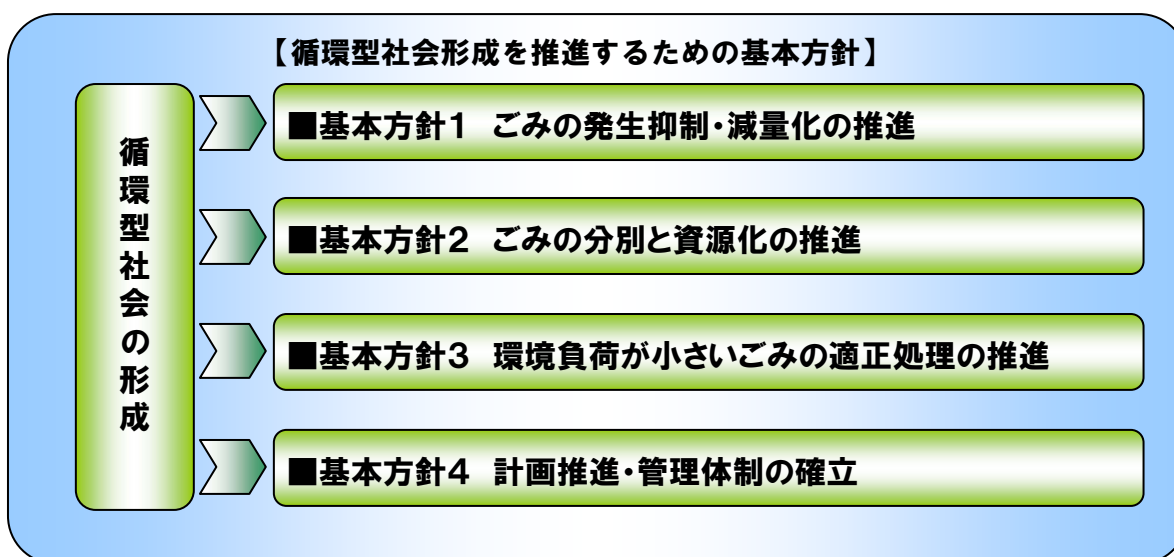 【循環型社会形成を推進するための基本方針】
循環型社会の形成
■基本方針1 ごみの発生抑制・減量化の推進
■基本方針2 ごみの分別と資源化の推進
■基本方針3 環境負荷が小さいごみの適正処理の推進
■基本方針4 計画推進・管理体制の確立